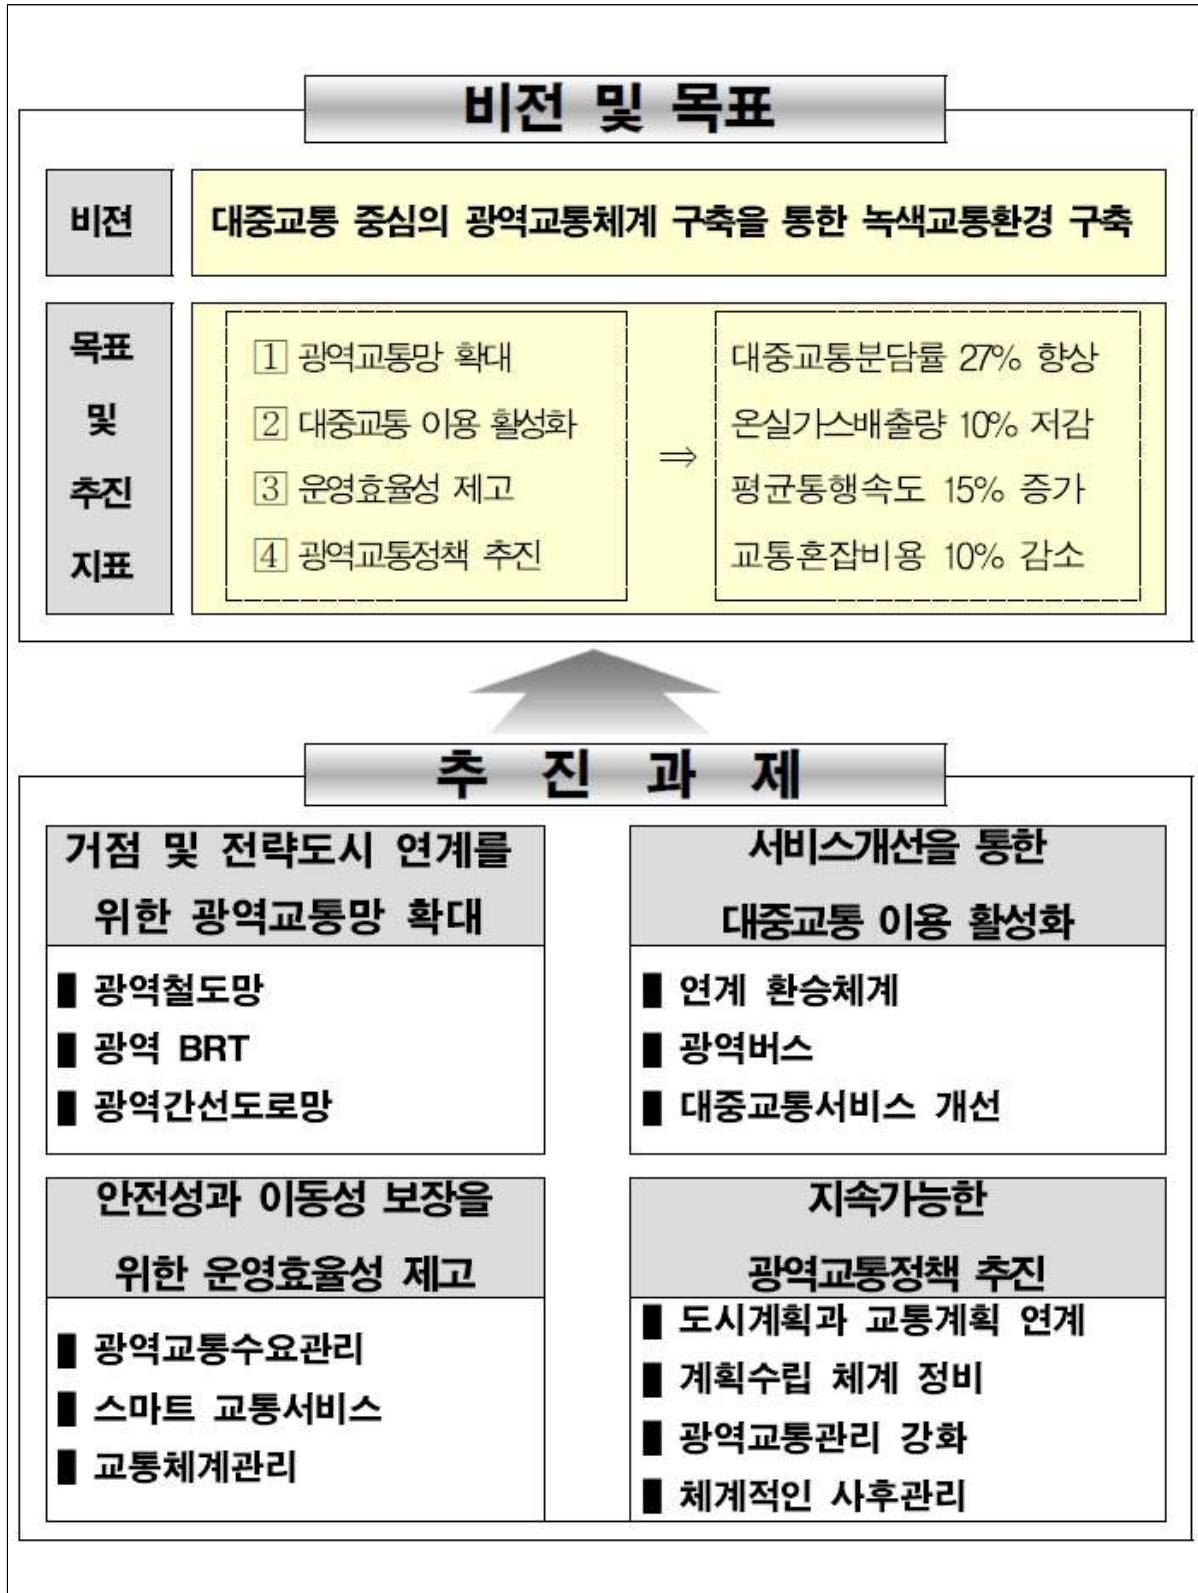 비전 및 목표
비젼
대중교통 중심의 광역교통체계 구축을 통한 녹색교통환경 구축
목표
및
추진
지표
1 광역교통망 확대
2 대중교통 이용 활성화
3 운영효율성 제고
4 광역교통정책 추진
⇒
대중교통분담률 27% 향상
온실가스배출량 10% 저감
평균통행속도 15% 증가
교통혼잡비용 10% 감소
추 진 과 제
거점 및 전략도시 연계를
위한 광역교통망 확대
광역철도망
광역 BRT
광역간선도로망
서비스개선을 통한
대중교통 이용 활성화
연계 환승체계
광역버스
대중교통서비스 개선
안전성과 이동성 보장을
위한 운영효율성 제고
광역교통수요관리
스마트 교통서비스
교통체계관리
지속가능한
광역교통정책 추진
도시계획과 교통계획 연계
계획수립 체계 정비
광역교통관리 강화
체계적인 사후관리